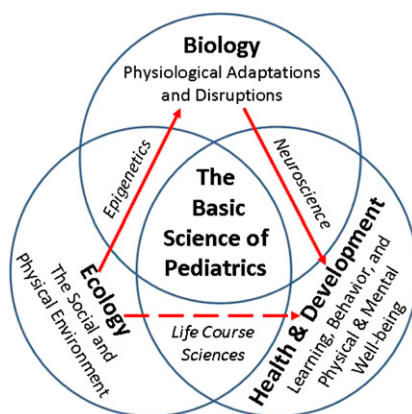 Biology
Physiological Adaptations
and Disruptions
Epigenetics
Neuroscience
The
Basic
Science of
Pediatrics
Ecology
The Social and
Physical Environment
Life Course
Sciences
Health & Development
Learning, Behavior, and
Physical & Mental
Well-being